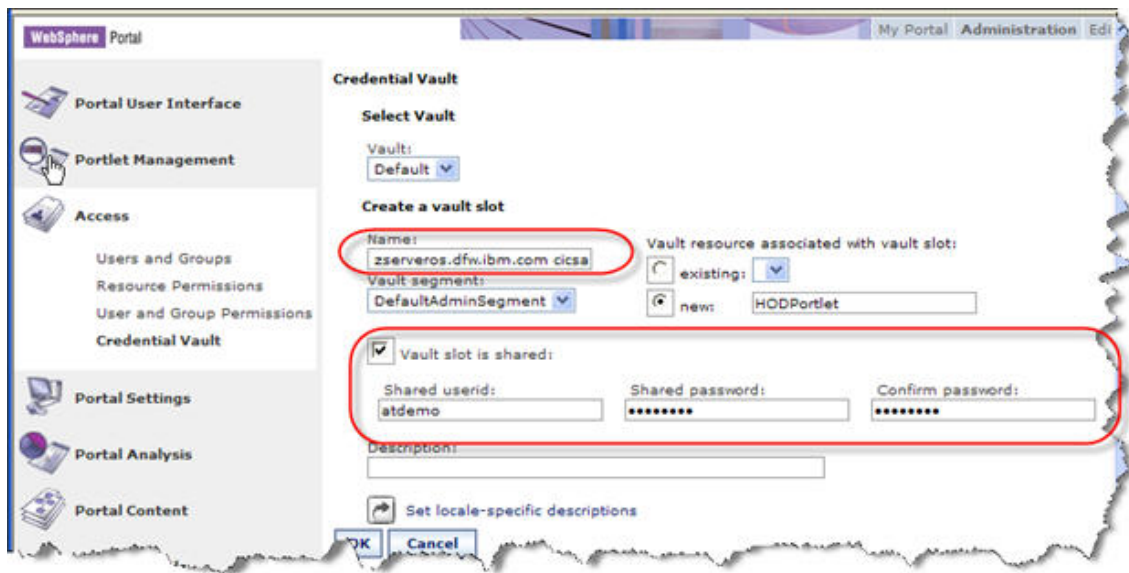 WebSphere Portal
My Portal Administration Edi
Portal User Interface
Portlet Management
Access
Users and Groups
Resource Permissions
User and Group Permissions
Credential Vault
Portal Settings
Portal Analysis
Portal Content
Credential Vault
Select Vault
Vault:
Default
Create a vault slot
Name:
zserveros.dfw.ibm.com cicsa
Vault segment:
DefaultAdminSegment
Vault resource associated with vault slot:
existing:
new: HODPortlet
Vault slot is shared:
Shared userid: Shared password: Confirm password:
atdemo •••••••• ••••••••
Description:
Set locale-specific descriptions
OK Cancel